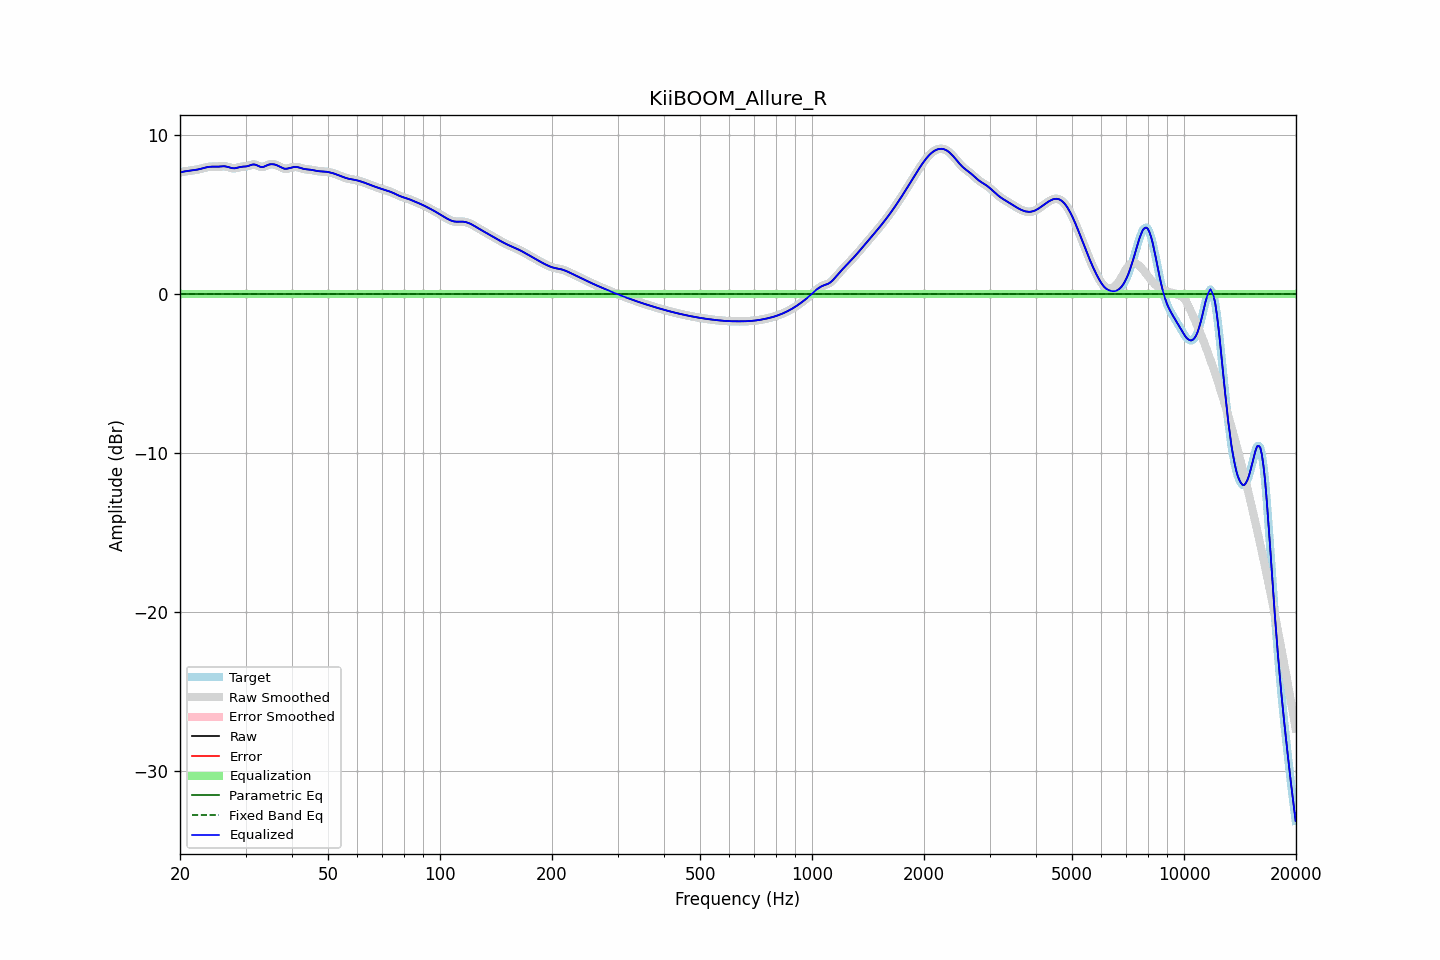 KiiBOOM_Allure_R
10
0
−10
−20
−30
Amplitude (dBr)
Target
Raw Smoothed
Error Smoothed
Raw
Error
Equalization
Parametric Eq
Fixed Band Eq
Equalized
20 50 100 200 500 1000 2000 5000 10000 20000
Frequency (Hz)